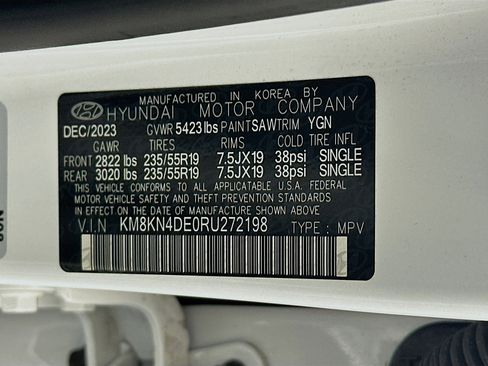 MANUFACTURED IN KOREA BY
HYUNDAI MOTOR COMPANY
DEC/2023 GVWR 5423 lbs PAINT SAW TRIM YGN
GAWR TIRES RIMS COLD TIRE INFL
FRONT 2822 lbs 235/55R19 7.5JX19 38psi SINGLE
REAR 3020 lbs 235/55R19 7.5JX19 38psi SINGLE
THIS VEHICLE CONFORMS TO ALL APPLICABLE U.S.A. FEDERAL
MOTOR VEHICLE SAFETY STANDARDS IN EFFECT ON THE DATE
OF MANUFACTURE SHOWN ABOVE.
V.I.N KM8KN4DE0RU272198 TYPE : MPV